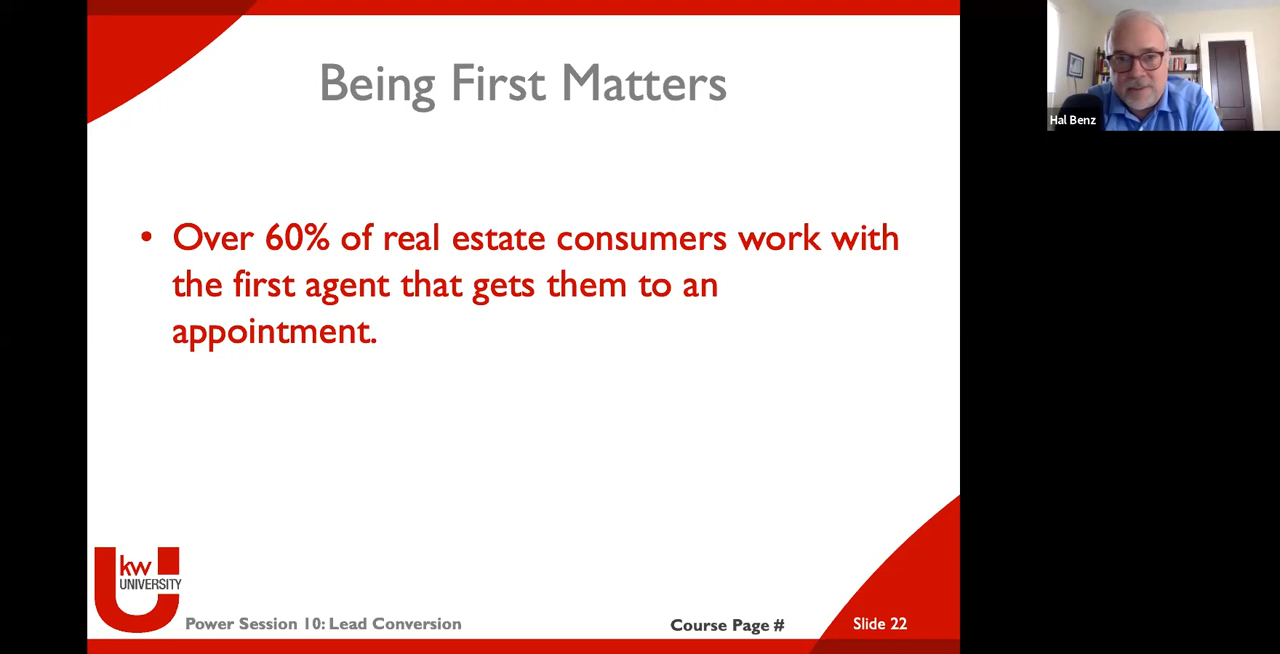 Being First Matters
Hal Benz
• Over 60% of real estate consumers work with
the first agent that gets them to an
appointment.
kw
UNIVERSITY
Power Session 10: Lead Conversion
Course Page #
Slide 22